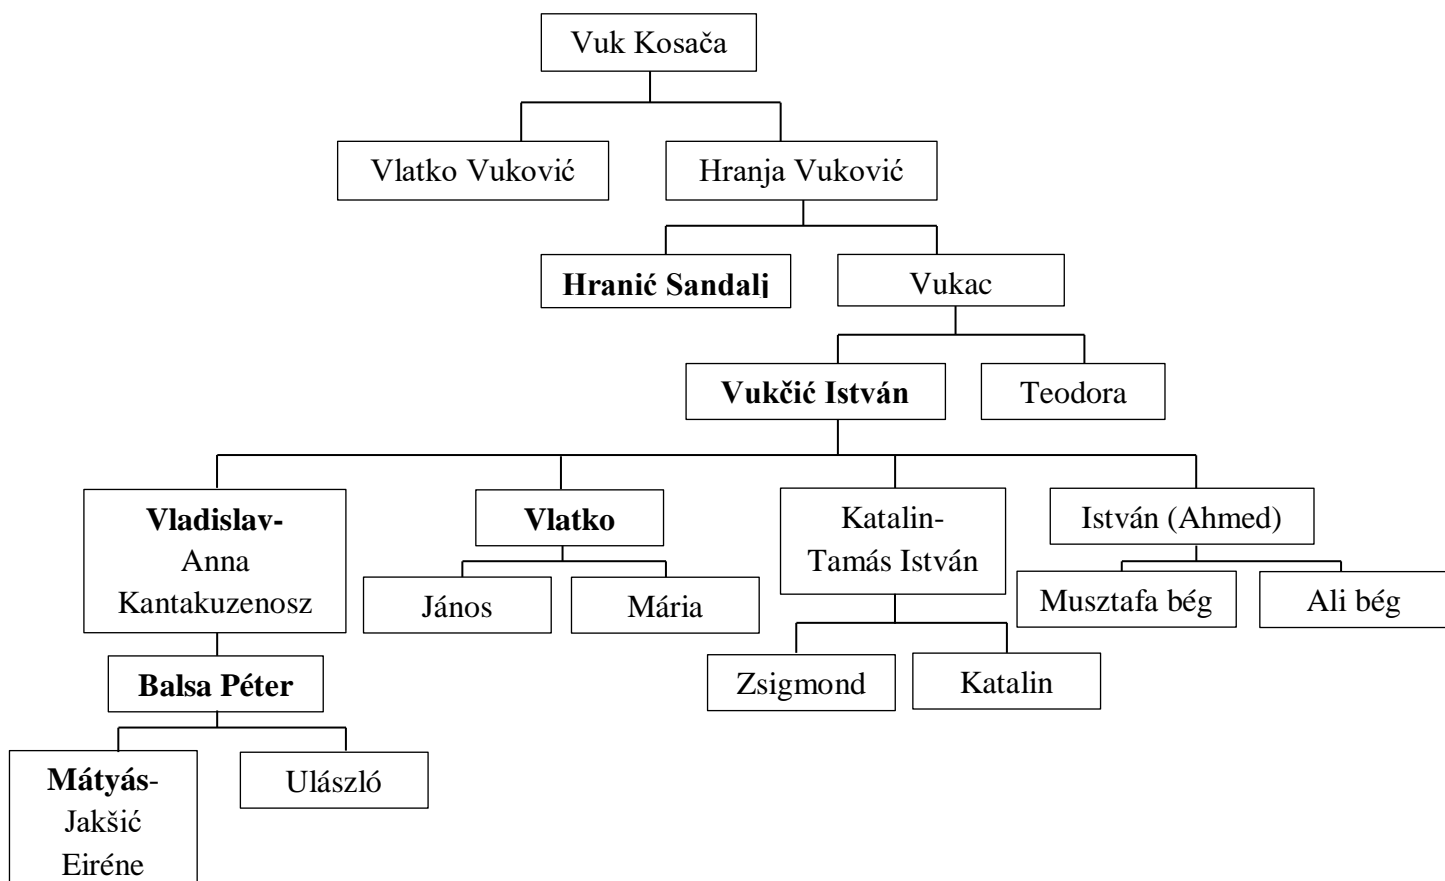 Vuk Kosača
Vlatko Vuković
Hranja Vuković
Hranić Sandalj
Vukac
Vukčić István
Teodora
Vladislav-
Anna
Kantakuzenosz
Vlatko
Katalin-
Tamás István
István (Ahmed)
János
Mária
Musztafa bég
Ali bég
Balsa Péter
Zsigmond
Katalin
Mátyás-
Jakšić
Eiréne
Ulászló